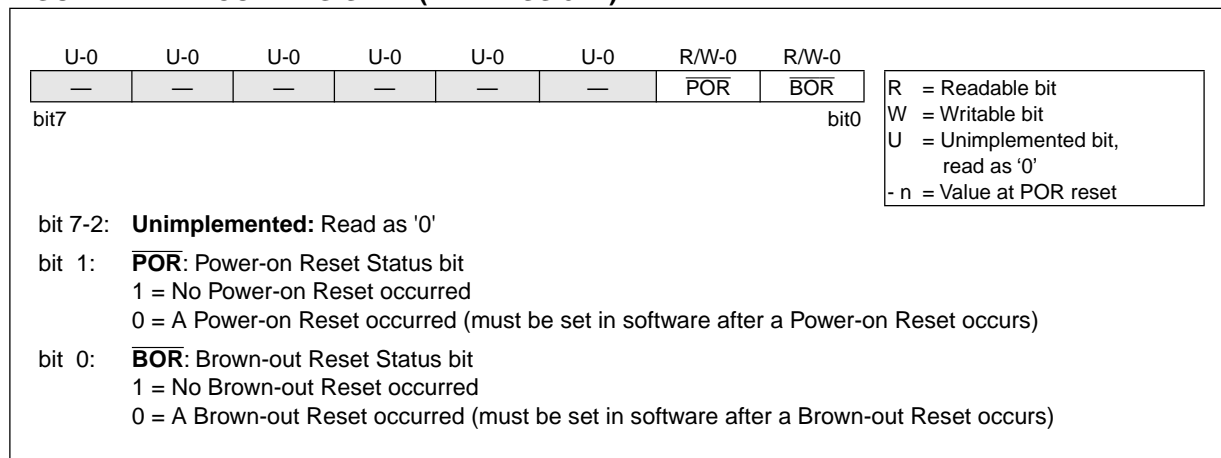 U-0 U-0 U-0 U-0 U-0 U-0 R/W-0 R/W-0
— — — — — — POR BOR
bit7 bit0
R = Readable bit
W = Writable bit
U = Unimplemented bit,
read as ‘0’
- n = Value at POR reset
bit 7-2: Unimplemented: Read as '0'
bit 1: POR: Power-on Reset Status bit
1 = No Power-on Reset occurred
0 = A Power-on Reset occurred (must be set in software after a Power-on Reset occurs)
bit 0: BOR: Brown-out Reset Status bit
1 = No Brown-out Reset occurred
0 = A Brown-out Reset occurred (must be set in software after a Brown-out Reset occurs)